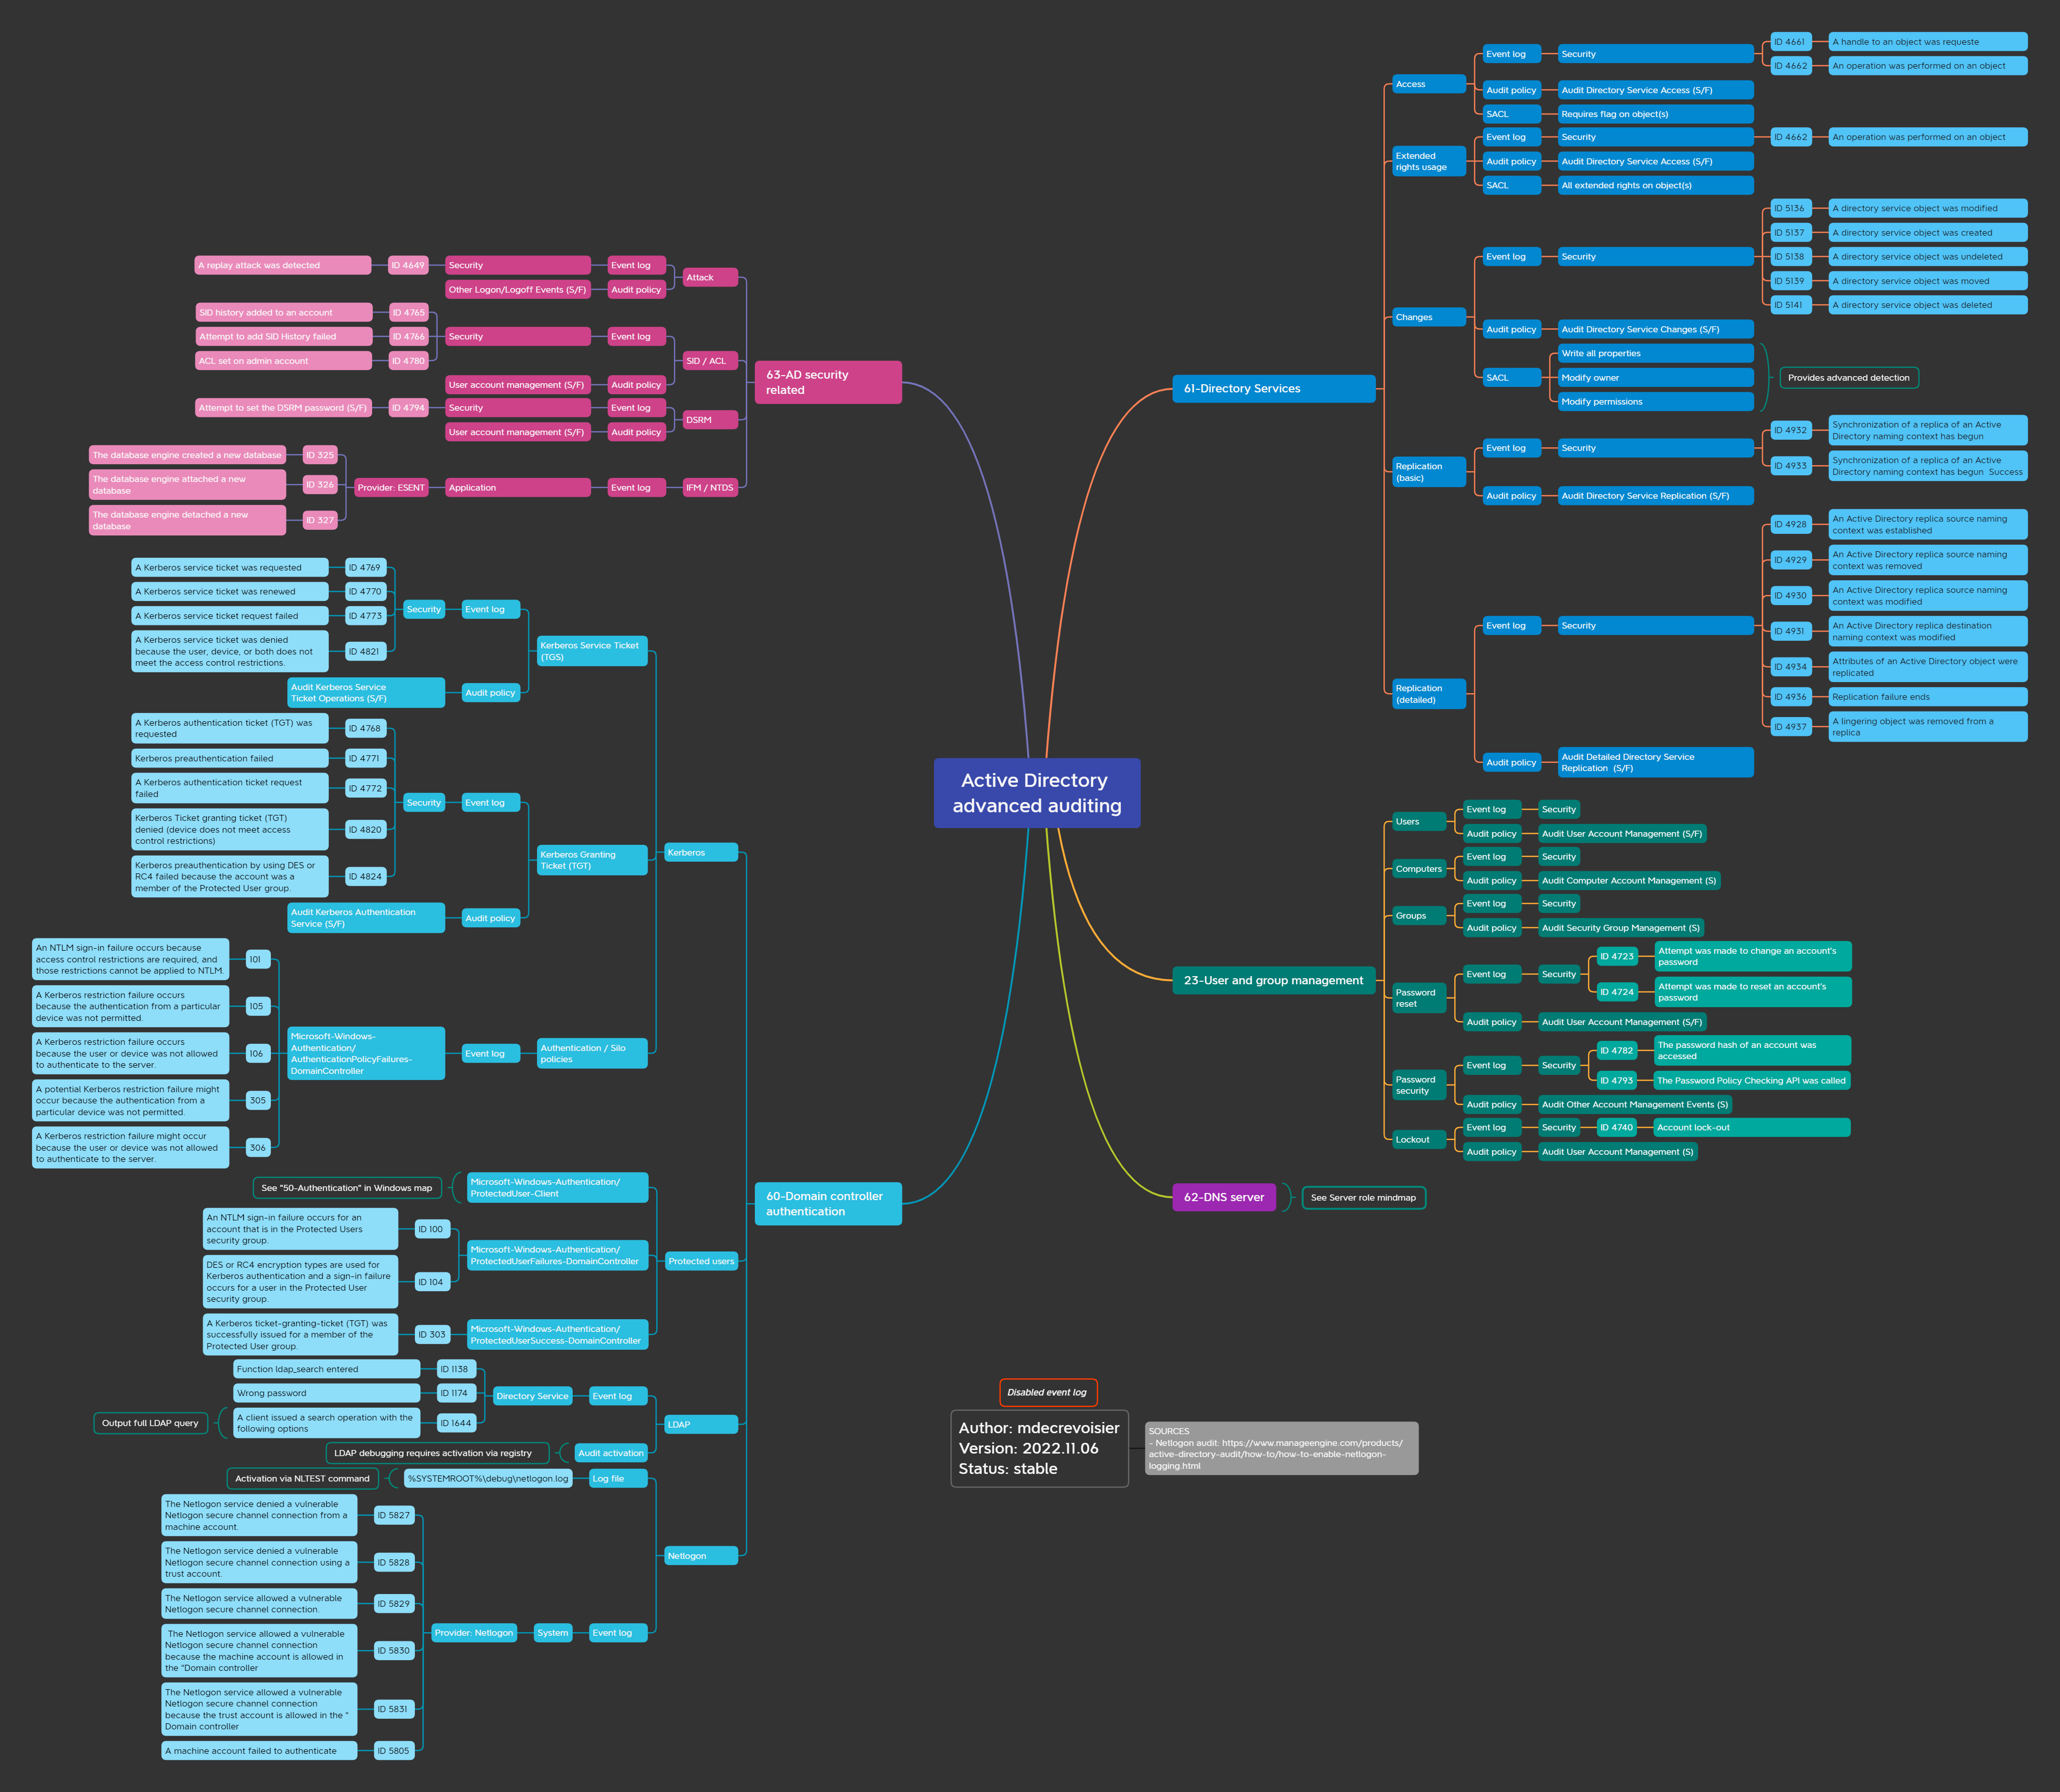 Active Directory
advanced auditing
63-AD security
related
Attack
Event log
Security
ID 4649
A replay attack was detected
Audit policy
Other Logon/Logoff Events (S/F)
SID / ACL
Event log
Security
ID 4765
SID history added to an account
ID 4766
Attempt to add SID History failed
ID 4780
ACL set on admin account
Audit policy
User account management (S/F)
DSRM
Event log
Security
ID 4794
Attempt to set the DSRM password (S/F)
Audit policy
User account management (S/F)
IFM / NTDS
Event log
Application
Provider: ESENT
ID 325
The database engine created a new database
ID 326
The database engine attached a new
database
ID 327
The database engine detached a new
database
60-Domain controller
authentication
Kerberos
Kerberos Service Ticket
(TGS)
Event log
Security
ID 4769
A Kerberos service ticket was requested
ID 4770
A Kerberos service ticket was renewed
ID 4773
A Kerberos service ticket request failed
ID 4821
A Kerberos service ticket was denied
because the user, device, or both does not
meet the access control restrictions.
Audit policy
Audit Kerberos Service
Ticket Operations (S/F)
Kerberos Granting
Ticket (TGT)
Event log
Security
ID 4768
A Kerberos authentication ticket (TGT) was
requested
ID 4771
Kerberos preauthentication failed
ID 4772
A Kerberos authentication ticket request
failed
ID 4820
Kerberos Ticket granting ticket (TGT)
denied (device does not meet access
control restrictions)
ID 4824
Kerberos preauthentication by using DES or
RC4 failed because the account was a
member of the Protected User group.
Audit policy
Audit Kerberos Authentication
Service (S/F)
Authentication / Silo
policies
Event log
Microsoft-Windows-
Authentication/
AuthenticationPolicyFailures-
DomainController
101
An NTLM sign-in failure occurs because
access control restrictions are required, and
those restrictions cannot be applied to NTLM.
105
A Kerberos restriction failure occurs
because the authentication from a particular
device was not permitted.
106
A Kerberos restriction failure occurs
because the user or device was not allowed
to authenticate to the server.
305
A potential Kerberos restriction failure might
occur because the authentication from a
particular device was not permitted.
306
A Kerberos restriction failure might occur
because the user or device was not allowed
to authenticate to the server.
Protected users
Microsoft-Windows-Authentication/
ProtectedUser-Client
See "50-Authentication" in Windows map
Microsoft-Windows-Authentication/
ProtectedUserFailures-DomainController
ID 100
An NTLM sign-in failure occurs for an
account that is in the Protected Users
security group.
ID 104
DES or RC4 encryption types are used for
Kerberos authentication and a sign-in failure
occurs for a user in the Protected User
security group.
Microsoft-Windows-Authentication/
ProtectedUserSuccess-DomainController
ID 303
A Kerberos ticket-granting-ticket (TGT) was
successfully issued for a member of the
Protected User group.
LDAP
Event log
Directory Service
ID 1138
Function ldap_search entered
ID 1174
Wrong password
ID 1644
A client issued a search operation with the
following options
Output full LDAP query
Audit activation
LDAP debugging requires activation via registry
Netlogon
Log file
%SYSTEMROOT%\debug\netlogon.log
Activation via NLTEST command
Event log
System
Provider: Netlogon
ID 5827
The Netlogon service denied a vulnerable
Netlogon secure channel connection from a
machine account.
ID 5828
The Netlogon service denied a vulnerable
Netlogon secure channel connection using a
trust account.
ID 5829
The Netlogon service allowed a vulnerable
Netlogon secure channel connection.
ID 5830
The Netlogon service allowed a vulnerable
Netlogon secure channel connection
because the machine account is allowed in
the "Domain controller
ID 5831
The Netlogon service allowed a vulnerable
Netlogon secure channel connection
because the trust account is allowed in the "
Domain controller
ID 5805
A machine account failed to authenticate
61-Directory Services
Access
Event log
Security
ID 4661
A handle to an object was requeste
ID 4662
An operation was performed on an object
Audit policy
Audit Directory Service Access (S/F)
SACL
Requires flag on object(s)
Extended
rights usage
Event log
Security
ID 4662
An operation was performed on an object
Audit policy
Audit Directory Service Access (S/F)
SACL
All extended rights on object(s)
Changes
Event log
Security
ID 5136
A directory service object was modified
ID 5137
A directory service object was created
ID 5138
A directory service object was undeleted
ID 5139
A directory service object was moved
ID 5141
A directory service object was deleted
Audit policy
Audit Directory Service Changes (S/F)
SACL
Write all properties
Modify owner
Modify permissions
Provides advanced detection
Replication
(basic)
Event log
Security
ID 4932
Synchronization of a replica of an Active
Directory naming context has begun
ID 4933
Synchronization of a replica of an Active
Directory naming context has begun  Success
Audit policy
Audit Directory Service Replication (S/F)
Replication
(detailed)
Event log
Security
ID 4928
An Active Directory replica source naming
context was established
ID 4929
An Active Directory replica source naming
context was removed
ID 4930
An Active Directory replica source naming
context was modified
ID 4931
An Active Directory replica destination
naming context was modified
ID 4934
Attributes of an Active Directory object were
replicated
ID 4936
Replication failure ends
ID 4937
A lingering object was removed from a
replica
Audit policy
Audit Detailed Directory Service
Replication  (S/F)
23-User and group management
Users
Event log
Security
Audit policy
Audit User Account Management (S/F)
Computers
Event log
Security
Audit policy
Audit Computer Account Management (S)
Groups
Event log
Security
Audit policy
Audit Security Group Management (S)
Password
reset
Event log
Security
ID 4723
Attempt was made to change an account's
password
ID 4724
Attempt was made to reset an account's
password
Audit policy
Audit User Account Management (S/F)
Password
security
Event log
Security
ID 4782
The password hash of an account was
accessed
ID 4793
The Password Policy Checking API was called
Audit policy
Audit Other Account Management Events (S)
Lockout
Event log
Security
ID 4740
Account lock-out
Audit policy
Audit User Account Management (S)
62-DNS server
See Server role mindmap
Disabled event log
Author: mdecrevoisier
Version: 2022.11.06
Status: stable
SOURCES
- Netlogon audit: https://www.manageengine.com/products/
active-directory-audit/how-to/how-to-enable-netlogon-
logging.html